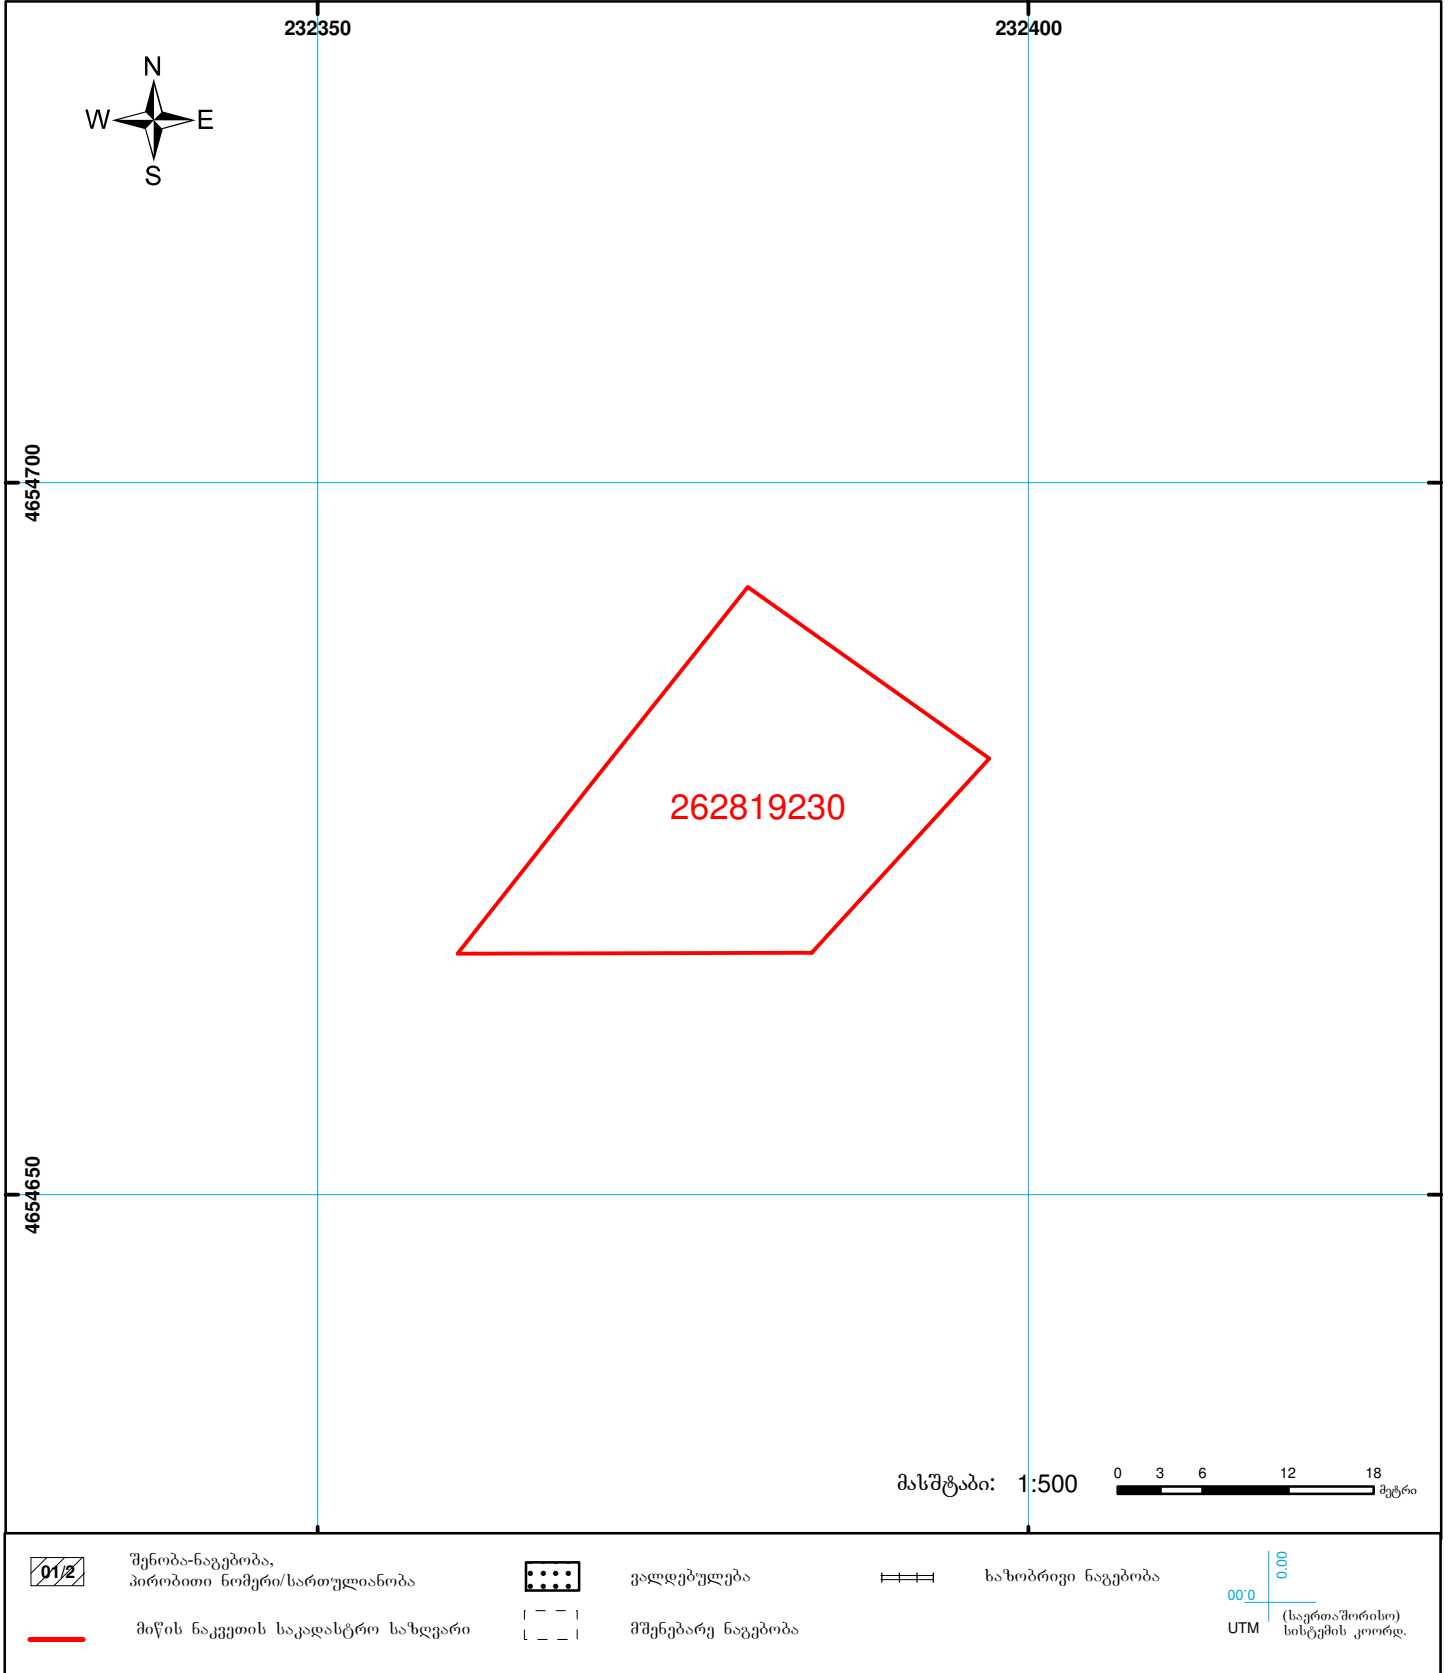 232350
232400
N
W
E
S
4654700
262819230
4654650
მასშტაბი: 1:500
0 3 6 12 18
მეტრი
01/2
შენობა-ნაგებობა,
პირობითი ნომერი/სართულიანობა
ვალდებულება
ხაზობრივი ნაგებობა
0.00
00.0
მიწის ნაკვეთის საკადასტრო საზღვარი
მშენებარე ნაგებობა
UTM
(საერთაშორისო)
სისტემის კოორდ.